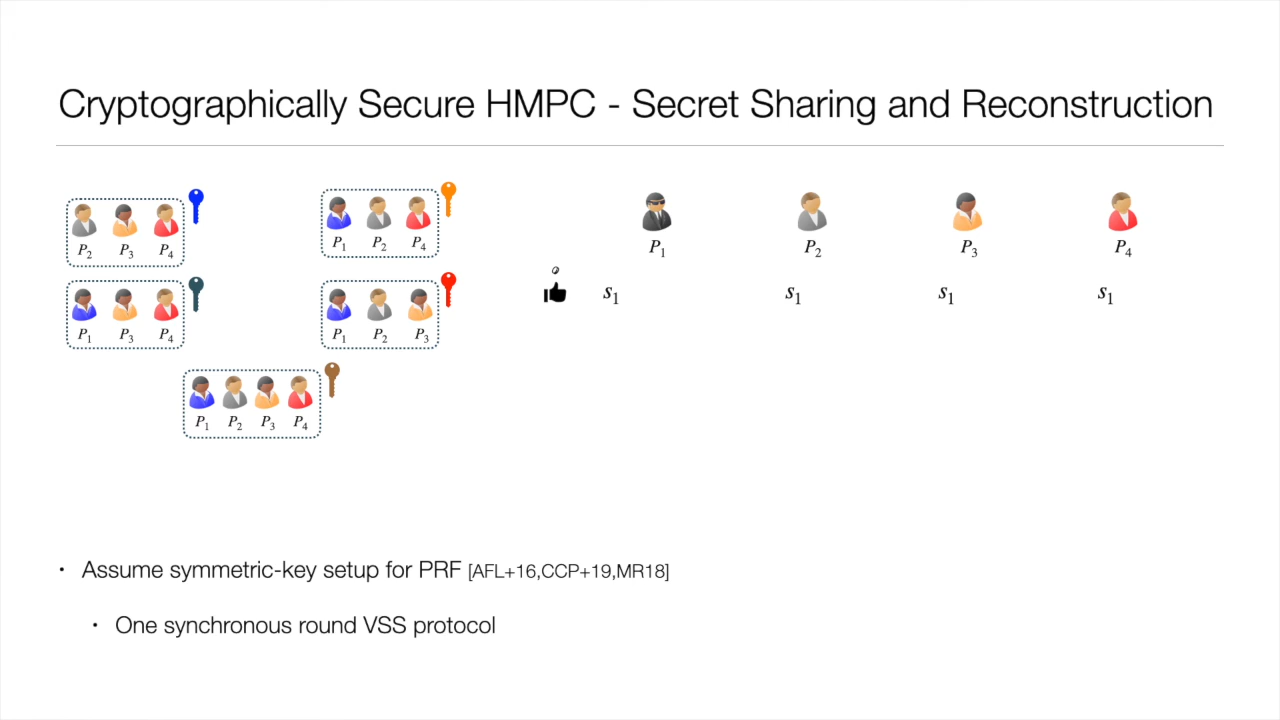 Cryptographically Secure HMPC - Secret Sharing and Reconstruction
P2 P3 P4
P1 P2 P4
P1 P3 P4
P1 P2 P3
P1 P2 P3 P4
P1 P2 P3 P4
s1 s1 s1 s1
• Assume symmetric-key setup for PRF [AFL+16,CCP+19,MR18]
• One synchronous round VSS protocol